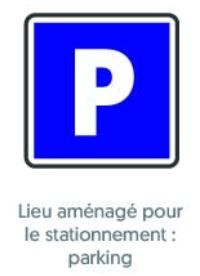 P
Lieu aménagé pour
le stationnement :
parking